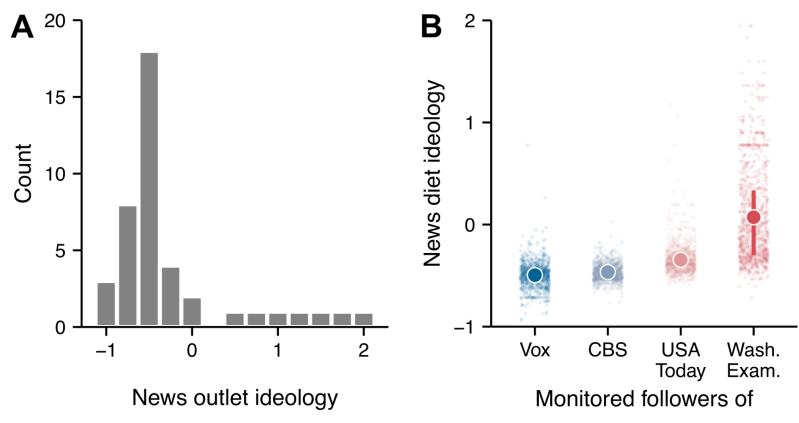 A
20
15
10
5
0
Count
−1
0
1
2
News outlet ideology
B
2
1
0
−1
News diet ideology
Vox
CBS
USA
Today
Wash.
Exam.
Monitored followers of